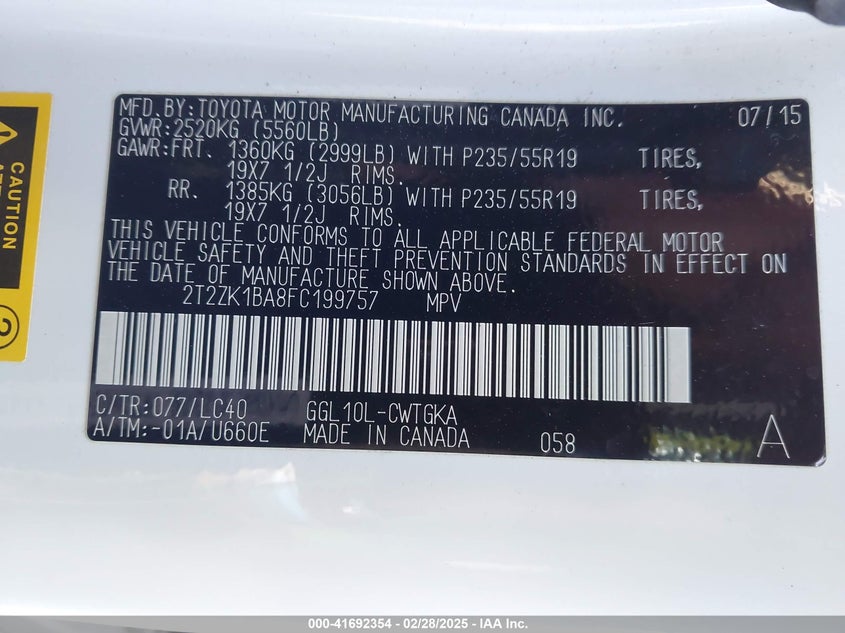 MFD.BY:TOYOTA MOTOR MANUFACTURING CANADA INC. 07/15
GVWR:2520KG (5560LB)
GAWR:FRT. 1360KG (2999LB) WITH P235/55R19 TIRES,
19X7 1/2J RIMS.
RR. 1385KG (3056LB) WITH P235/55R19 TIRES,
19X7 1/2J RIMS.
THIS VEHICLE CONFORMS TO ALL APPLICABLE FEDERAL MOTOR
VEHICLE SAFETY AND THEFT PREVENTION STANDARDS IN EFFECT ON
THE DATE OF MANUFACTURE SHOWN ABOVE.
2T2ZK1BA8FC199757 MPV
C/TR:077/LC40 GGL10L-CWTGKA
A/TM:-01A/U660E MADE IN CANADA 058 A
CAUTION
2
000-41692354 - 02/28/2025 - IAA Inc.